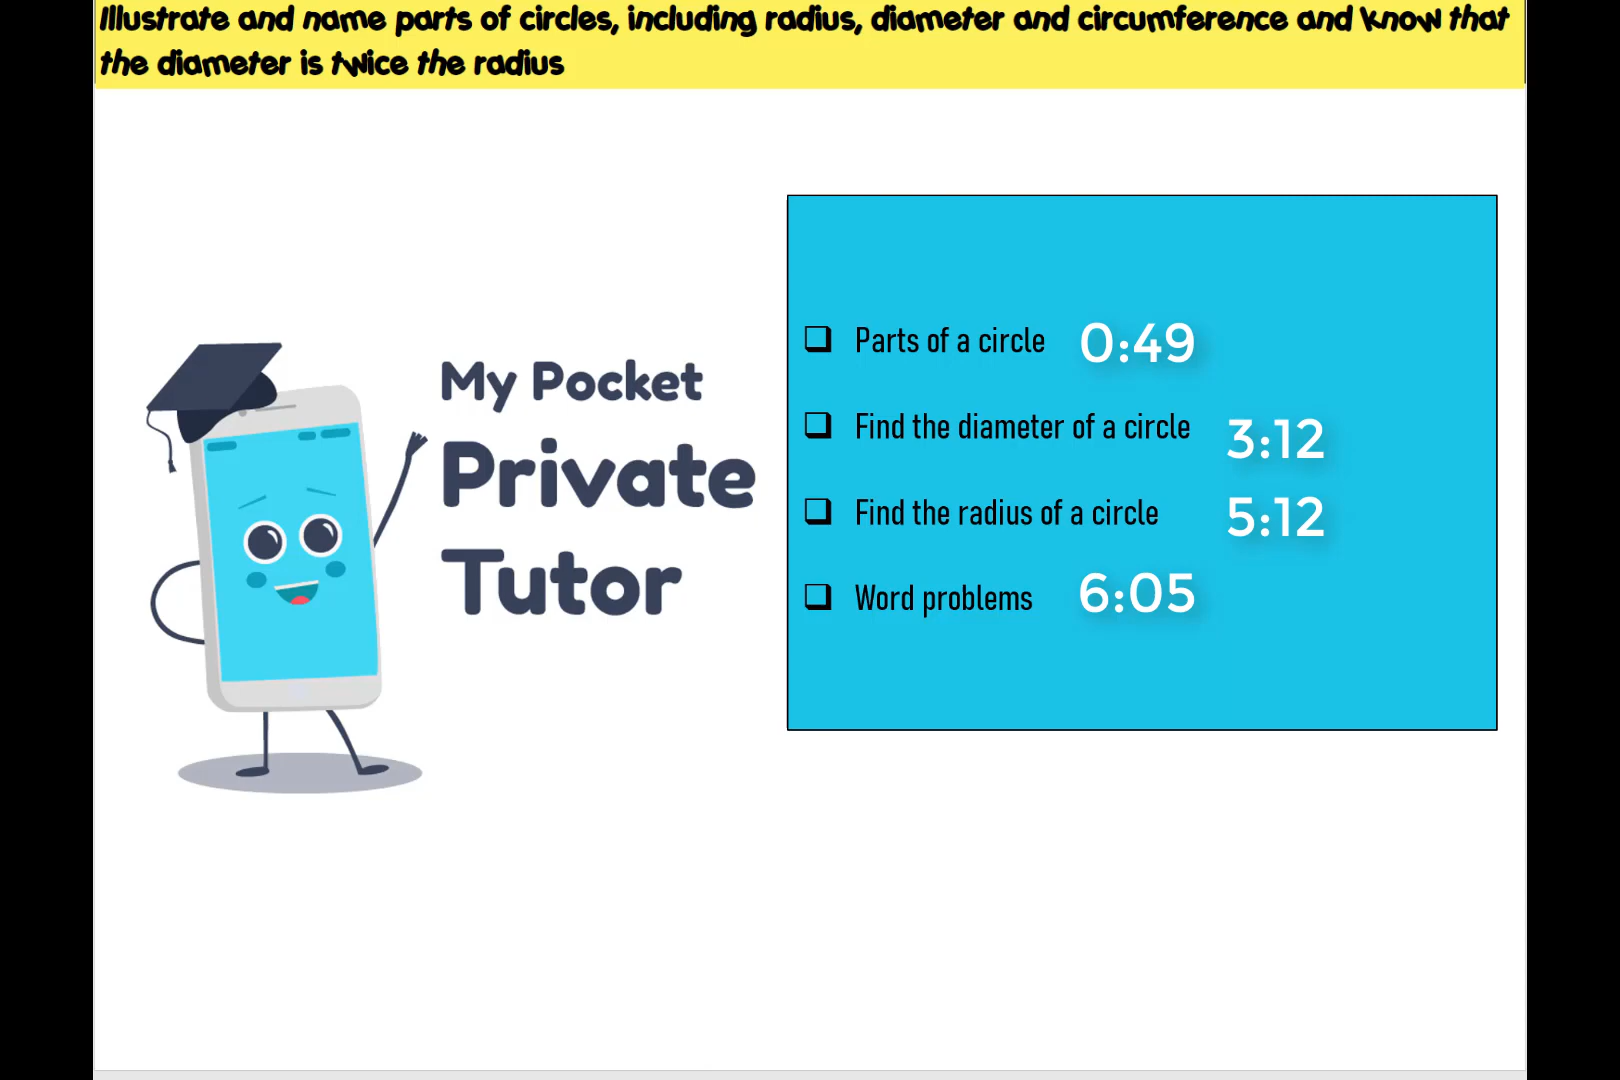 Illustrate and name parts of circles, including radius, diameter and circumference and know that
the diameter is twice the radius
My Pocket
Private
Tutor
Parts of a circle 0:49
Find the diameter of a circle 3:12
Find the radius of a circle 5:12
Word problems 6:05